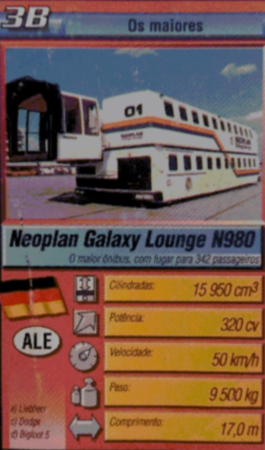 3B
Os maiores
01
NEOPLAN
Neoplan Galaxy Lounge N980
O maior ônibus, com lugar para 342 passageiros
Cilindradas: 15 950 cm³
Potência: 320 cv
ALE
Velocidade: 50 km/h
Peso: 9 500 kg
a) Liebherr
c) Dodge
d) Bigfoot 5
Comprimento: 17,0 m